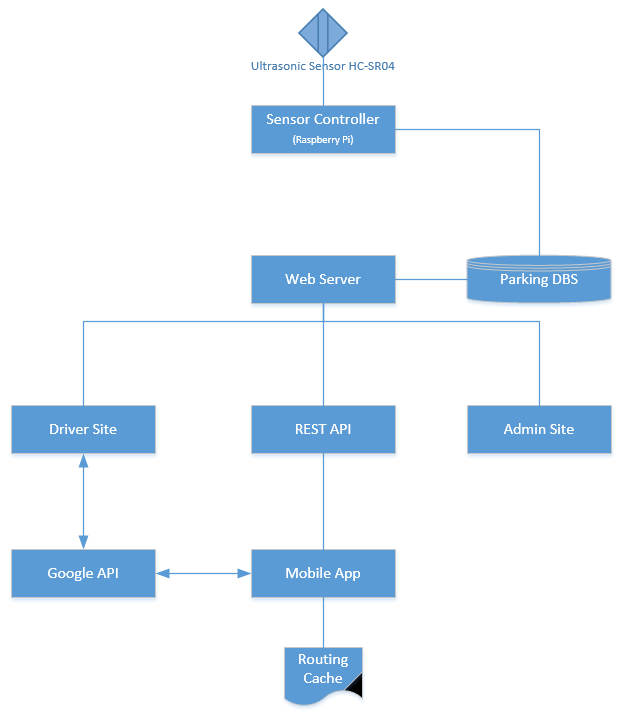 Ultrasonic Sensor HC-SR04
Sensor Controller
(Raspberry Pi)
Web Server
Parking DBS
Driver Site
REST API
Admin Site
Google API
Mobile App
Routing
Cache